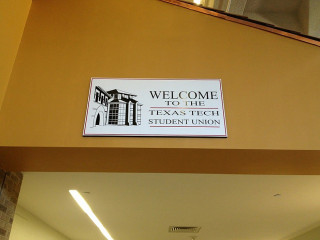 WELCOME
TO THE
TEXAS TECH
STUDENT UNION